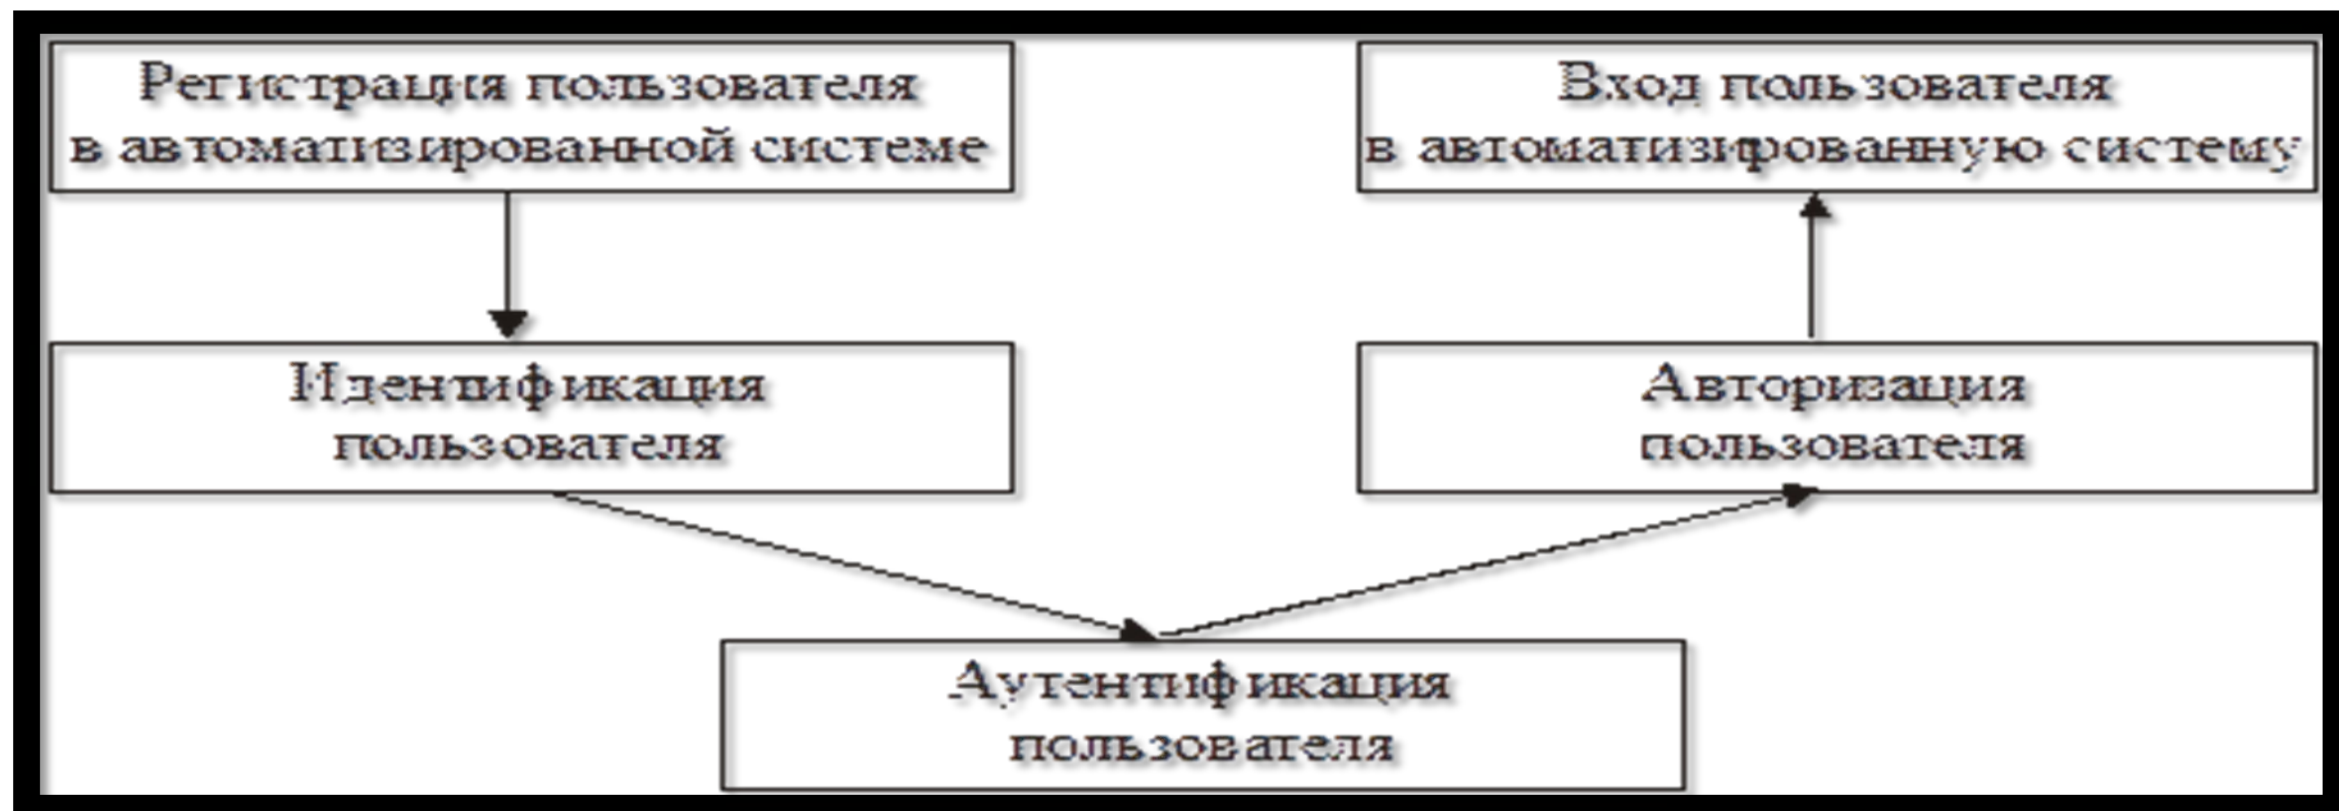 Регистрация пользователя
в автоматизированной системе
Идентификация
пользователя
Аутентификация
пользователя
Авторизация
пользователя
Вход пользователя
в автоматизированную систему